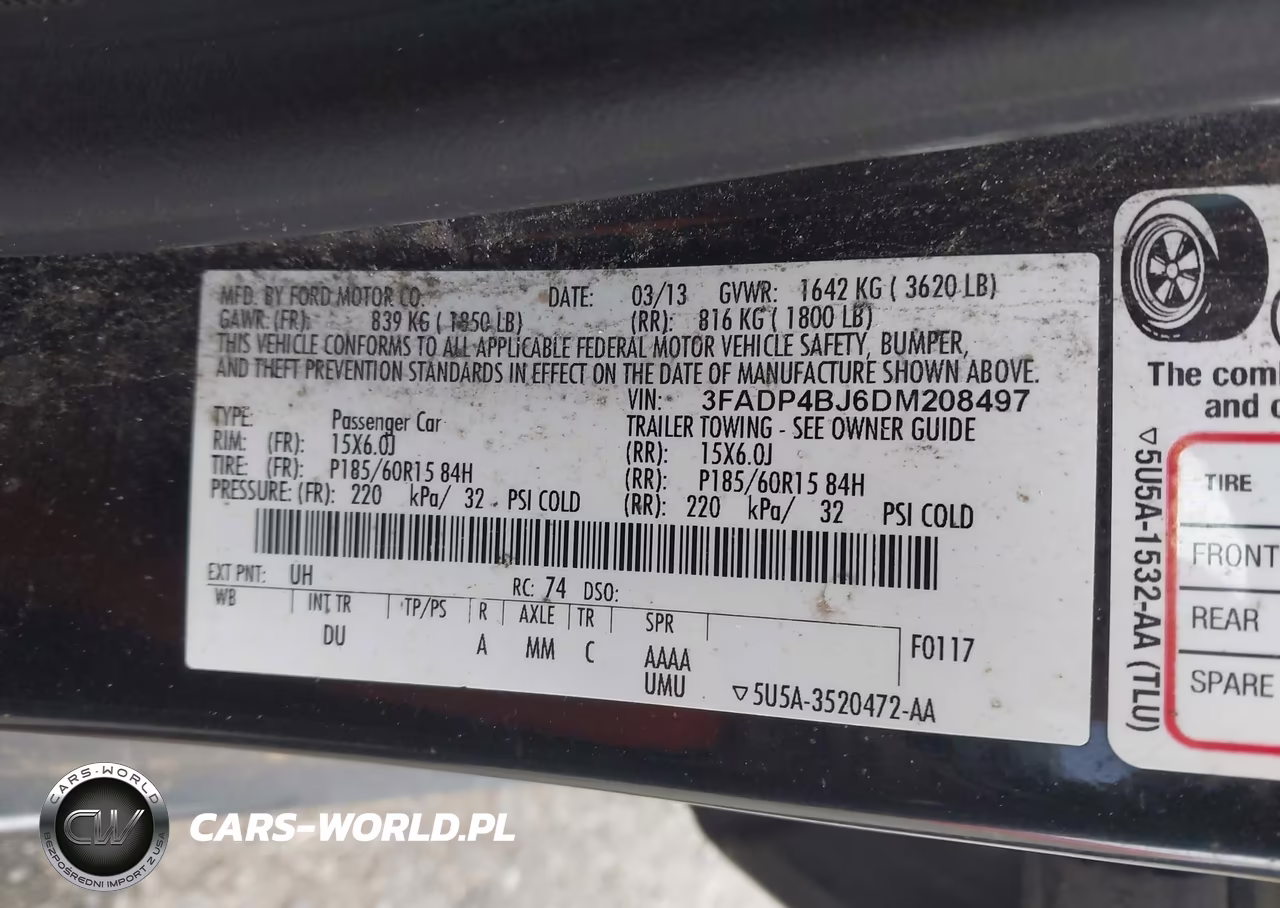 MFD. BY FORD MOTOR CO. DATE: 03/13 GVWR: 1642 KG ( 3620 LB)
GAWR: (FR): 839 KG ( 1850 LB) (RR): 816 KG ( 1800 LB)
THIS VEHICLE CONFORMS TO ALL APPLICABLE FEDERAL MOTOR VEHICLE SAFETY, BUMPER,
AND THEFT PREVENTION STANDARDS IN EFFECT ON THE DATE OF MANUFACTURE SHOWN ABOVE.
VIN: 3FADP4BJ6DM208497
TYPE: Passenger Car TRAILER TOWING - SEE OWNER GUIDE
RIM: (FR): 15X6.0J (RR): 15X6.0J
TIRE: (FR): P185/60R15 84H (RR): P185/60R15 84H
PRESSURE: (FR): 220 kPa/ 32 PSI COLD (RR): 220 kPa/ 32 PSI COLD
EXT PNT: UH RC: 74 DSO:
WB INT TR TP/PS R AXLE TR SPR
DU A MM C AAAA F0117
UMU
▽5U5A-3520472-AA
The com
and
▽5U5A-1532-AA (TLU)
TIRE
FRONT
REAR
SPARE
CARS-WORLD
CW
BEZPOŚREDNI IMPORT Z USA
CARS-WORLD.PL